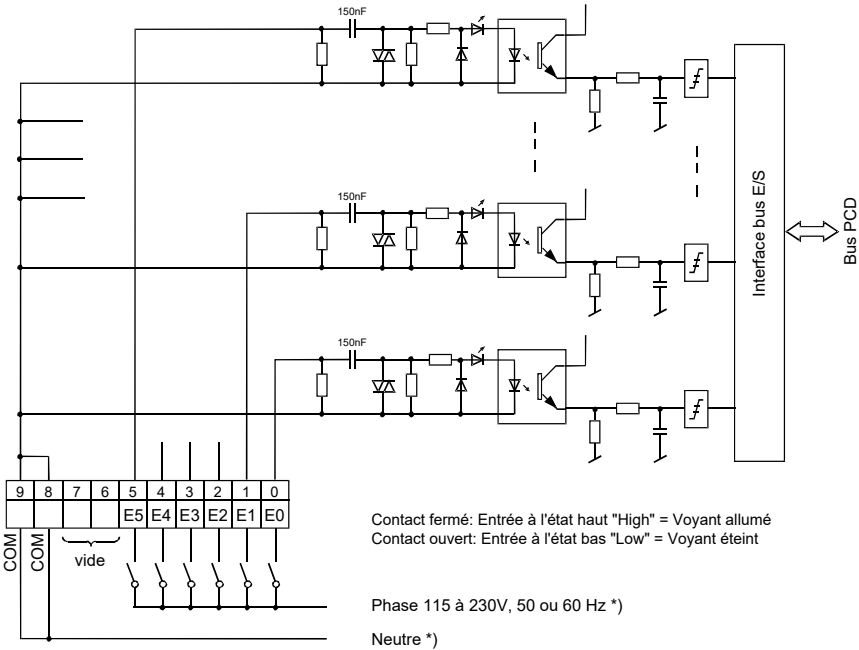 150nF
150nF
150nF
Interface bus E/S
Bus PCD
9 8 7 6 5 4 3 2 1 0
E5 E4 E3 E2 E1 E0
COM
COM
vide
Contact fermé: Entrée à l'état haut "High" = Voyant allumé
Contact ouvert: Entrée à l'état bas "Low" = Voyant éteint
Phase 115 à 230V, 50 ou 60 Hz *)
Neutre *)